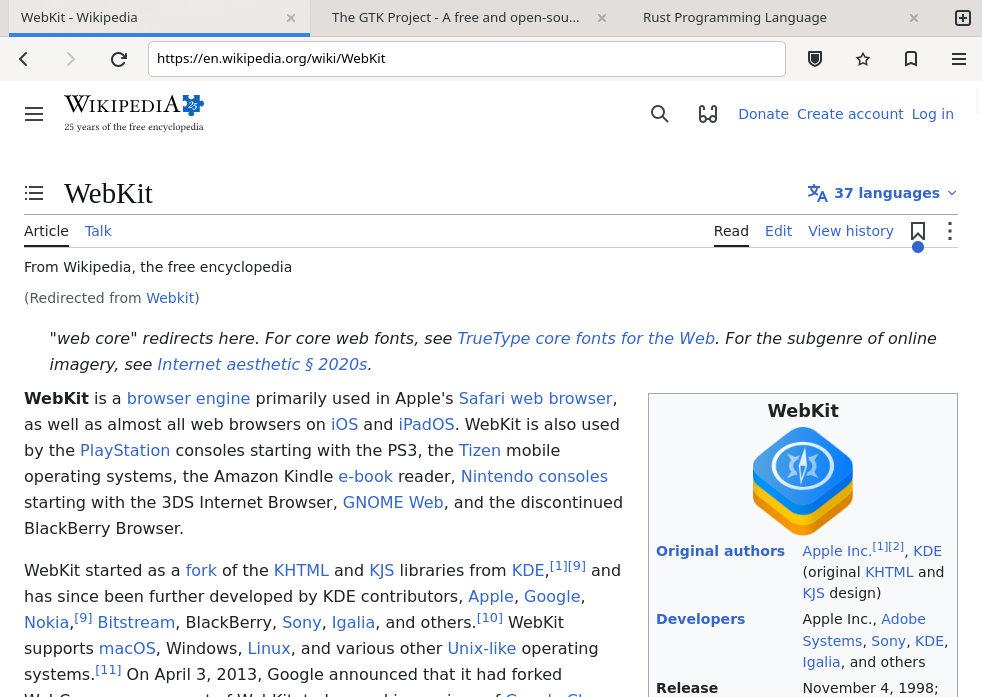 WebKit - Wikipedia
The GTK Project - A free and open-sou...
Rust Programming Language
https://en.wikipedia.org/wiki/WebKit
WIKIPEDIA 25
25 years of the free encyclopedia
Donate Create account Log in
WebKit
37 languages
Article Talk Read Edit View history
From Wikipedia, the free encyclopedia
(Redirected from Webkit)
"web core" redirects here. For core web fonts, see TrueType core fonts for the Web. For the subgenre of online
imagery, see Internet aesthetic § 2020s.
WebKit is a browser engine primarily used in Apple's Safari web browser,
as well as almost all web browsers on iOS and iPadOS. WebKit is also used
by the PlayStation consoles starting with the PS3, the Tizen mobile
operating systems, the Amazon Kindle e-book reader, Nintendo consoles
starting with the 3DS Internet Browser, GNOME Web, and the discontinued
BlackBerry Browser.
WebKit started as a fork of the KHTML and KJS libraries from KDE,[1][9] and
has since been further developed by KDE contributors, Apple, Google,
Nokia,[9] Bitstream, BlackBerry, Sony, Igalia, and others.[10] WebKit
supports macOS, Windows, Linux, and various other Unix-like operating
systems.[11] On April 3, 2013, Google announced that it had forked
WebKit
Original authors Apple Inc.[1][2], KDE
(original KHTML and
KJS design)
Developers Apple Inc., Adobe
Systems, Sony, KDE,
Igalia, and others
Release November 4, 1998;